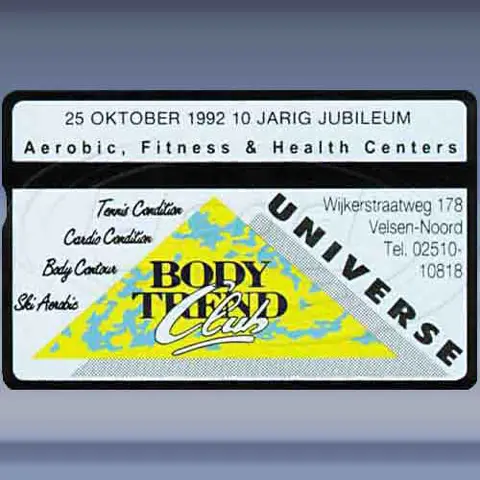 25 OKTOBER 1992 10 JARIG JUBILEUM
Aerobic, Fitness & Health Centers
Tennis Condition
Cardio Condition
Body Contour
Ski Aerobic
BODY
TREND
Club
UNIVERSE
Wijkerstraatweg 178
Velsen-Noord
Tel. 02510-
10818